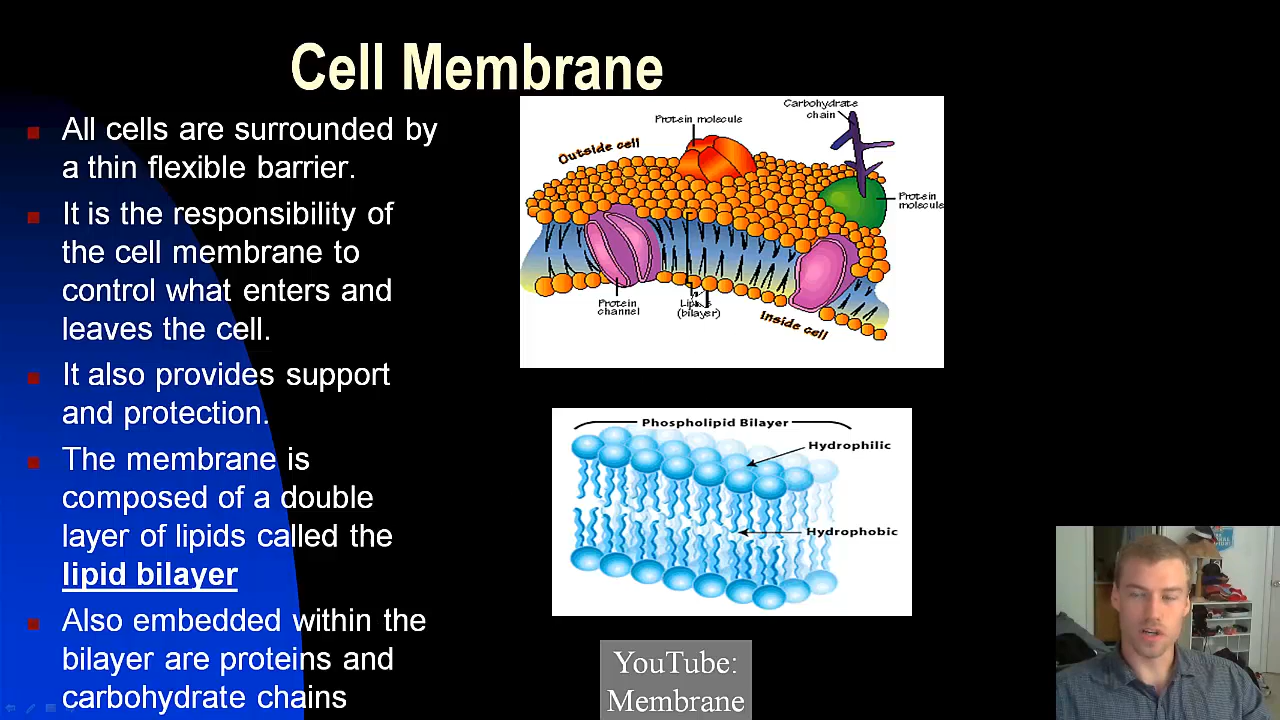 Cell Membrane
All cells are surrounded by
a thin flexible barrier.
It is the responsibility of
the cell membrane to
control what enters and
leaves the cell.
It also provides support
and protection.
The membrane is
composed of a double
layer of lipids called the
lipid bilayer
Also embedded within the
bilayer are proteins and
carbohydrate chains
Carbohydrate
chain
Protein molecule
Outside cell
Protein
molecule
Protein
channel
(bilayer)
Inside cell
Phospholipid Bilayer
Hydrophilic
Hydrophobic
YouTube:
Membrane